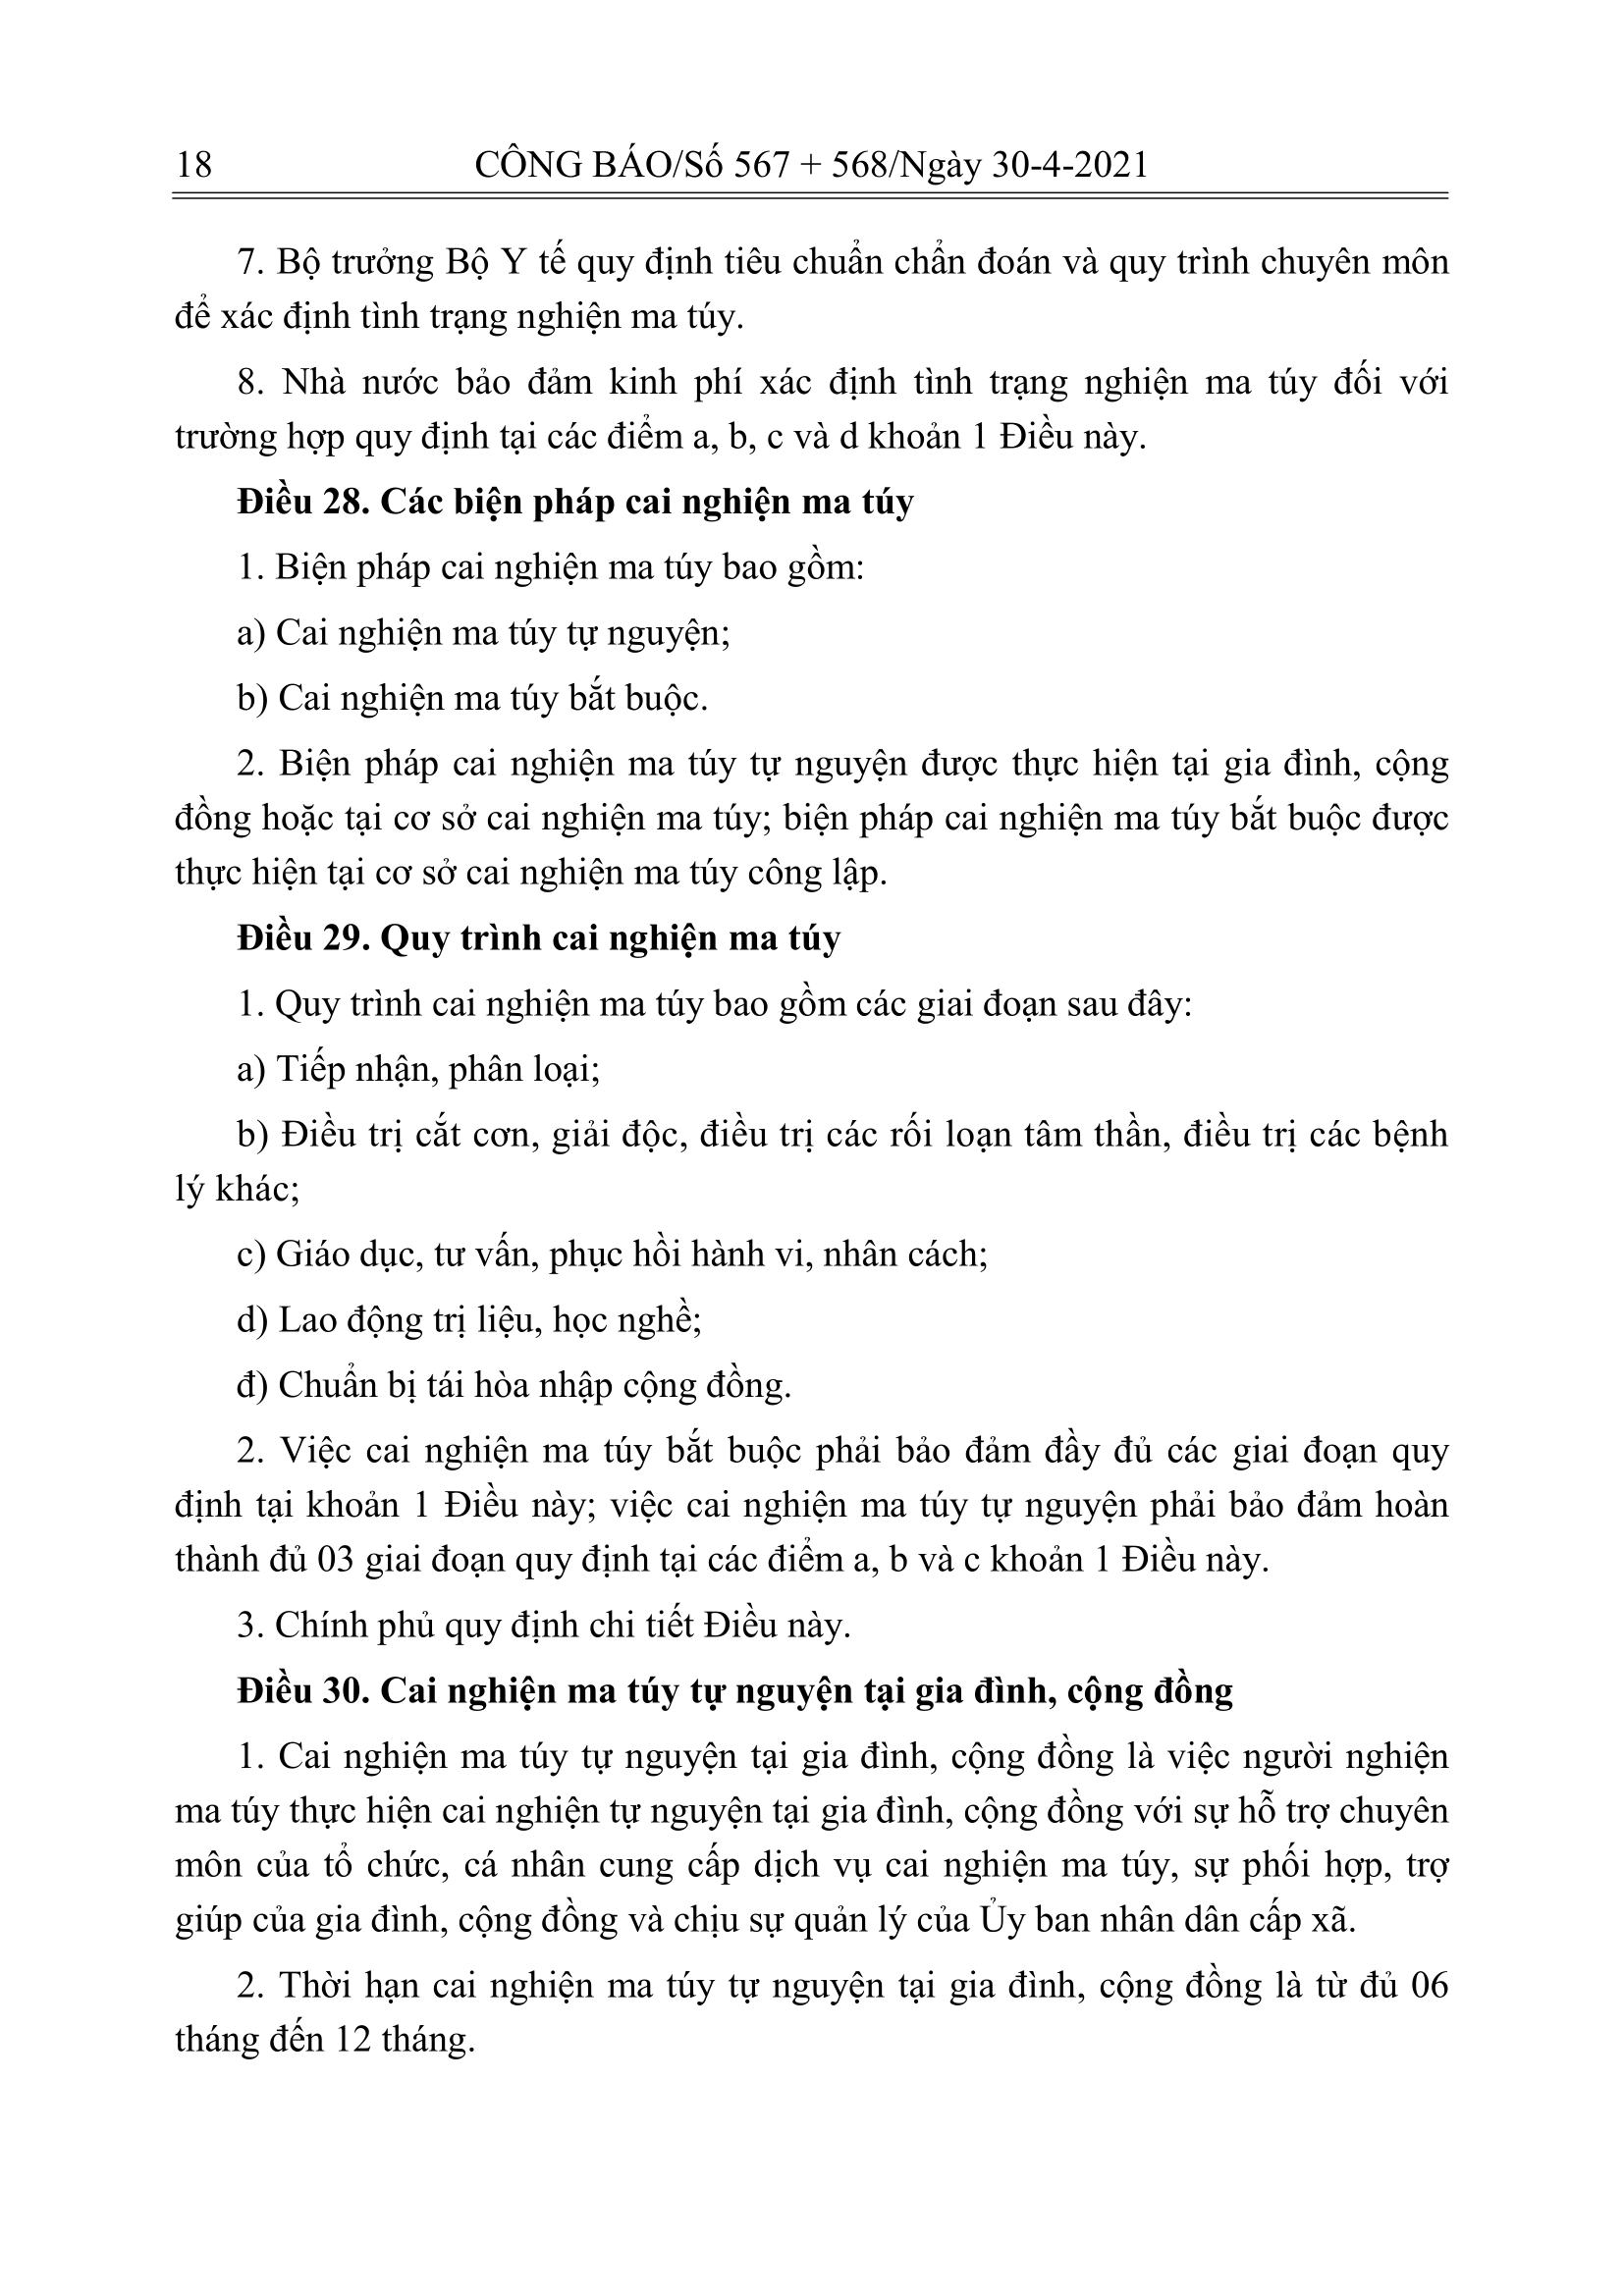 18 CÔNG BÁO/Số 567 + 568/Ngày 30-4-2021
7. Bộ trưởng Bộ Y tế quy định tiêu chuẩn chẩn đoán và quy trình chuyên môn
để xác định tình trạng nghiện ma túy.
8. Nhà nước bảo đảm kinh phí xác định tình trạng nghiện ma túy đối với
trường hợp quy định tại các điểm a, b, c và d khoản 1 Điều này.
Điều 28. Các biện pháp cai nghiện ma túy
1. Biện pháp cai nghiện ma túy bao gồm:
a) Cai nghiện ma túy tự nguyện;
b) Cai nghiện ma túy bắt buộc.
2. Biện pháp cai nghiện ma túy tự nguyện được thực hiện tại gia đình, cộng
đồng hoặc tại cơ sở cai nghiện ma túy; biện pháp cai nghiện ma túy bắt buộc được
thực hiện tại cơ sở cai nghiện ma túy công lập.
Điều 29. Quy trình cai nghiện ma túy
1. Quy trình cai nghiện ma túy bao gồm các giai đoạn sau đây:
a) Tiếp nhận, phân loại;
b) Điều trị cắt cơn, giải độc, điều trị các rối loạn tâm thần, điều trị các bệnh
lý khác;
c) Giáo dục, tư vấn, phục hồi hành vi, nhân cách;
d) Lao động trị liệu, học nghề;
đ) Chuẩn bị tái hòa nhập cộng đồng.
2. Việc cai nghiện ma túy bắt buộc phải bảo đảm đầy đủ các giai đoạn quy
định tại khoản 1 Điều này; việc cai nghiện ma túy tự nguyện phải bảo đảm hoàn
thành đủ 03 giai đoạn quy định tại các điểm a, b và c khoản 1 Điều này.
3. Chính phủ quy định chi tiết Điều này.
Điều 30. Cai nghiện ma túy tự nguyện tại gia đình, cộng đồng
1. Cai nghiện ma túy tự nguyện tại gia đình, cộng đồng là việc người nghiện
ma túy thực hiện cai nghiện tự nguyện tại gia đình, cộng đồng với sự hỗ trợ chuyên
môn của tổ chức, cá nhân cung cấp dịch vụ cai nghiện ma túy, sự phối hợp, trợ
giúp của gia đình, cộng đồng và chịu sự quản lý của Ủy ban nhân dân cấp xã.
2. Thời hạn cai nghiện ma túy tự nguyện tại gia đình, cộng đồng là từ đủ 06
tháng đến 12 tháng.